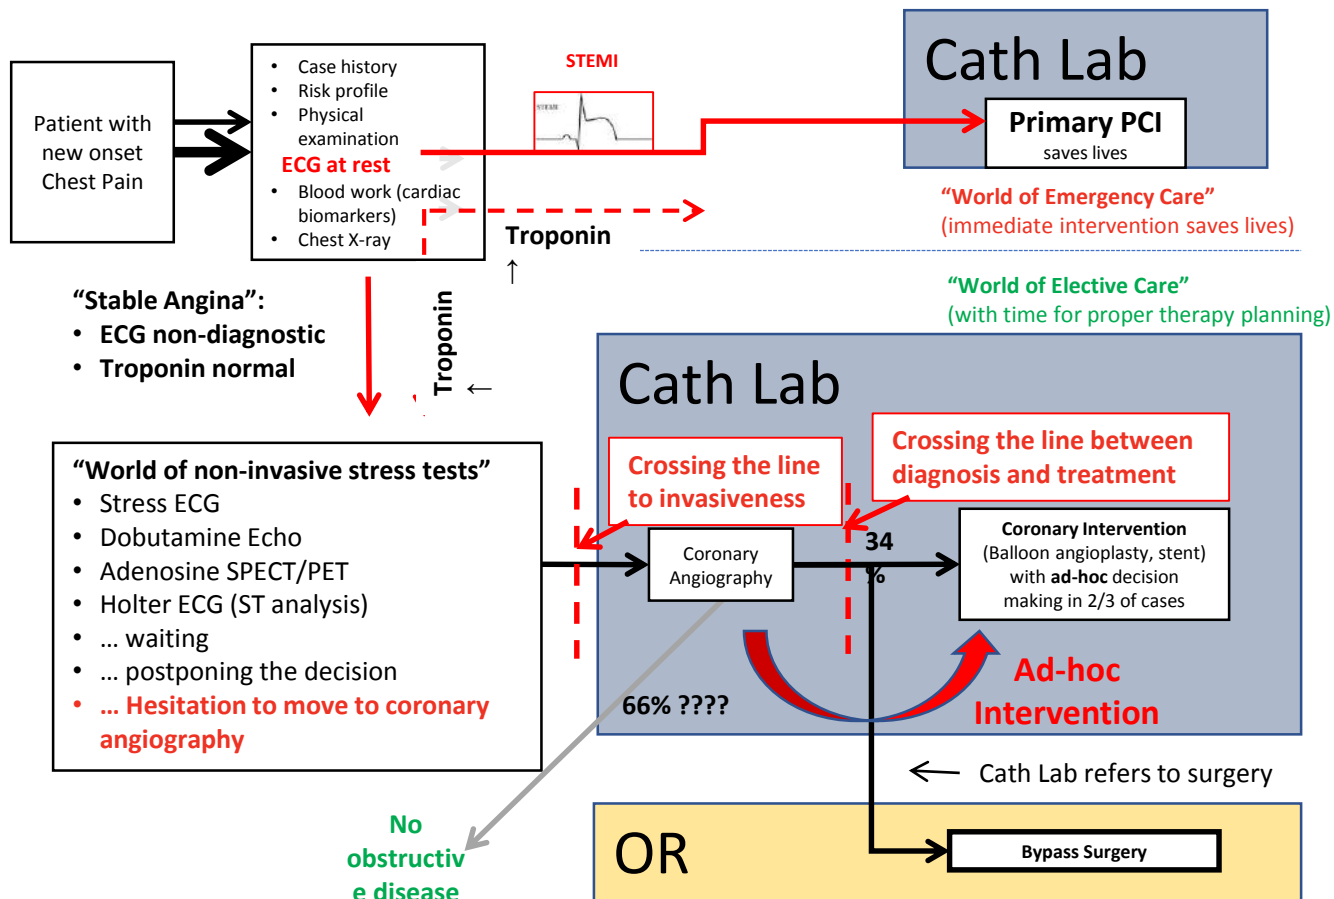 Patient with
new onset
Chest Pain
• Case history
• Risk profile
• Physical
examination
ECG at rest
• Blood work (cardiac
biomarkers)
• Chest X-ray
STEMI
Cath Lab
Primary PCI
saves lives
"World of Emergency Care"
(immediate intervention saves lives)
Troponin
↑
"World of Elective Care"
(with time for proper therapy planning)
"Stable Angina":
• ECG non-diagnostic
• Troponin normal
Troponin
↑
"World of non-invasive stress tests"
• Stress ECG
• Dobutamine Echo
• Adenosine SPECT/PET
• Holter ECG (ST analysis)
• … waiting
• … postponing the decision
• … Hesitation to move to coronary
angiography
Cath Lab
Crossing the line
to invasiveness
Crossing the line between
diagnosis and treatment
Coronary
Angiography
34
%
Coronary Intervention
(Balloon angioplasty, stent)
with ad-hoc decision
making in 2/3 of cases
66% ????
Ad-hoc
Intervention
Cath Lab refers to surgery
No
obstructiv
e disease
OR
Bypass Surgery